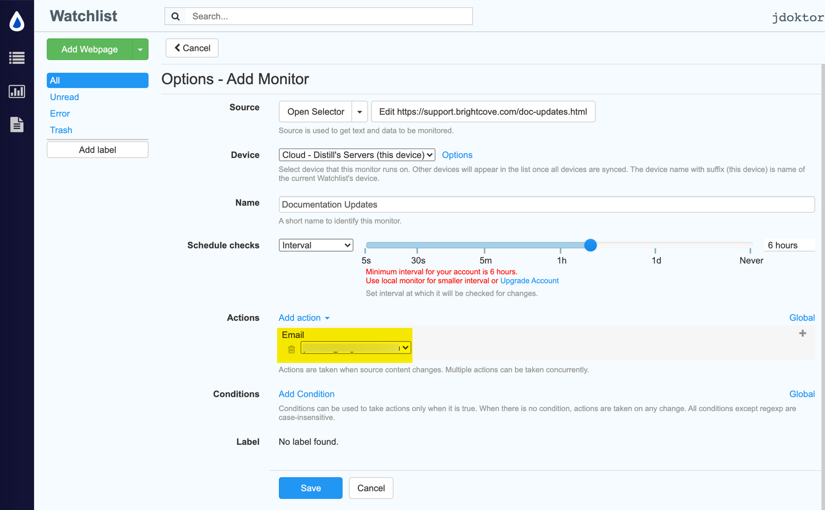 Watchlist
Search...
jdoktor
Add Webpage
Cancel
All
Unread
Error
Trash
Add label
Options - Add Monitor
Source
Open Selector
Edit https://support.brightcove.com/doc-updates.html
Source is used to get text and data to be monitored.
Device
Cloud - Distill's Servers (this device)
Options
Select device that this monitor runs on. Other devices will appear in the list once all devices are synced. The device name with suffix (this device) is name of
the current Watchlist's device.
Name
Documentation Updates
A short name to identify this monitor.
Schedule checks
Interval
6 hours
5s 30s 5m 1h 1d Never
Minimum interval for your account is 6 hours.
Use local monitor for smaller interval or Upgrade Account
Set interval at which it will be checked for changes.
Actions
Add action
Global
Email
Actions are taken when source content changes. Multiple actions can be taken concurrently.
Conditions
Add Condition
Global
Conditions can be used to take actions only when it is true. When there is no condition, actions are taken on any change. All conditions except regexp are
case-insensitive.
Label
No label found.
Save
Cancel